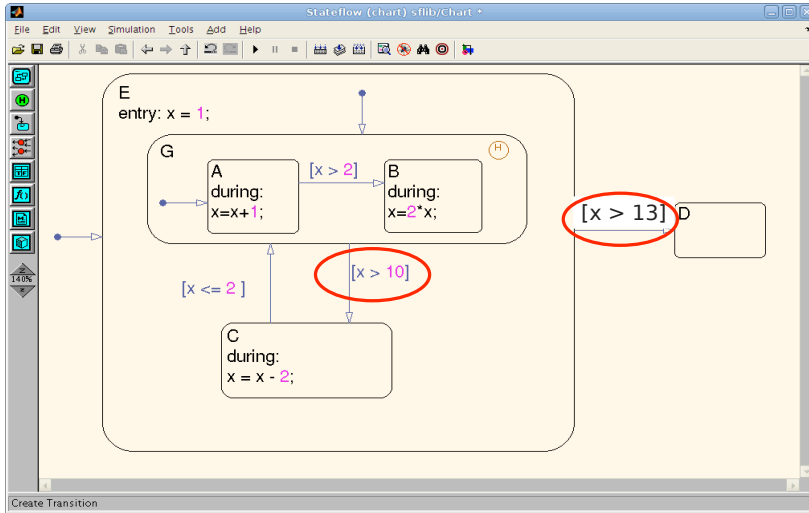 Stateflow (chart) sflib/Chart *
File Edit View Simulation Tools Add Help
E
entry: x = 1;
G
H
A
during:
x=x+1;
[x > 2]
B
during:
x=2*x;
[x > 13]
D
[x <= 2 ]
[x > 10]
C
during:
x = x - 2;
140%
Create Transition